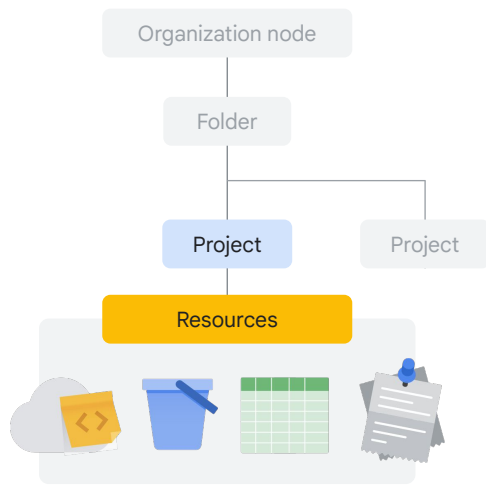 Organization node
Folder
Project
Project
Resources